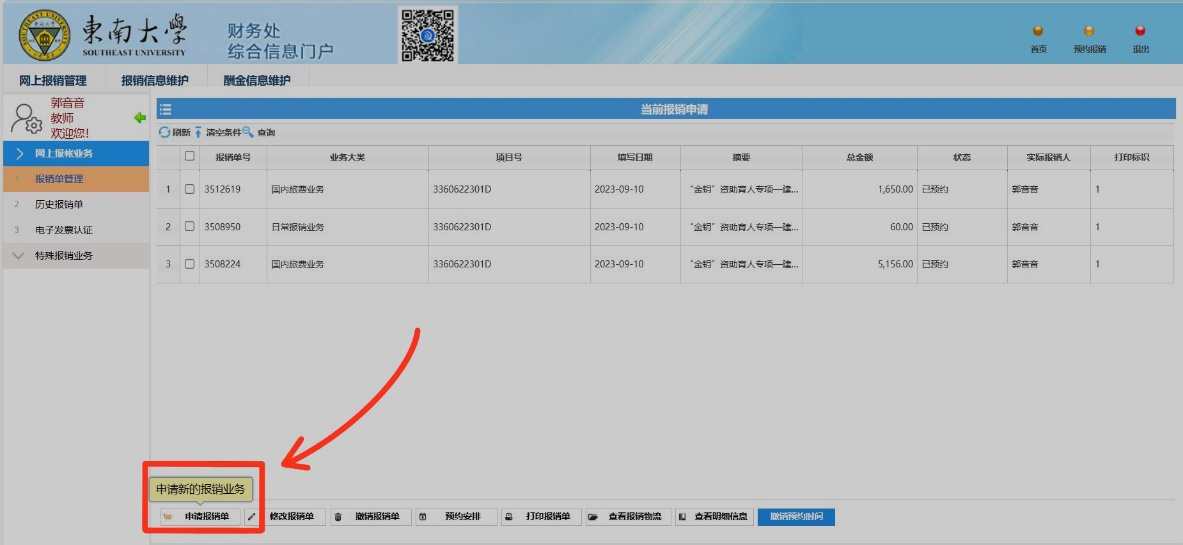 東南大學
SOUTHEAST UNIVERSITY
财务处
综合信息门户
首页 预约报销 退出
网上报销管理 报销信息维护 酬金信息维护
郭音音
教师
欢迎您!
网上报帐业务
1 报销单管理
2 历史报销单
3 电子发票认证
特殊报销业务
当前报销申请
刷新 清空条件 查询
报销单号 业务大类 项目号 填写日期 摘要 总金额 状态 实际报销人 打印标识
1 3512619 国内旅费业务 3360622301D 2023-09-10 "金钥"资助育人专项—建... 1,650.00 已预约 郭音音 1
2 3508950 日常报销业务 3360622301D 2023-09-10 "金钥"资助育人专项—建... 60.00 已预约 郭音音 1
3 3508224 国内旅费业务 3360622301D 2023-09-10 "金钥"资助育人专项—建... 5,156.00 已预约 郭音音 1
申请新的报销业务
申请报销单 修改报销单 撤销报销单 预约安排 打印报销单 查看报销物流 查看明细信息 撤销预约时间